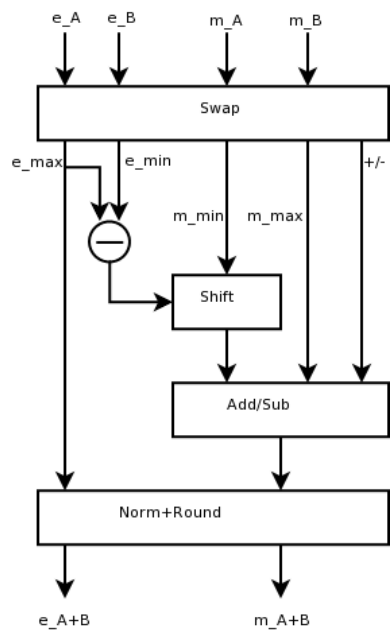 e_A e_B m_A m_B
Swap
e_max e_min +/-
m_min m_max
Shift
Add/Sub
Norm+Round
e_A+B m_A+B